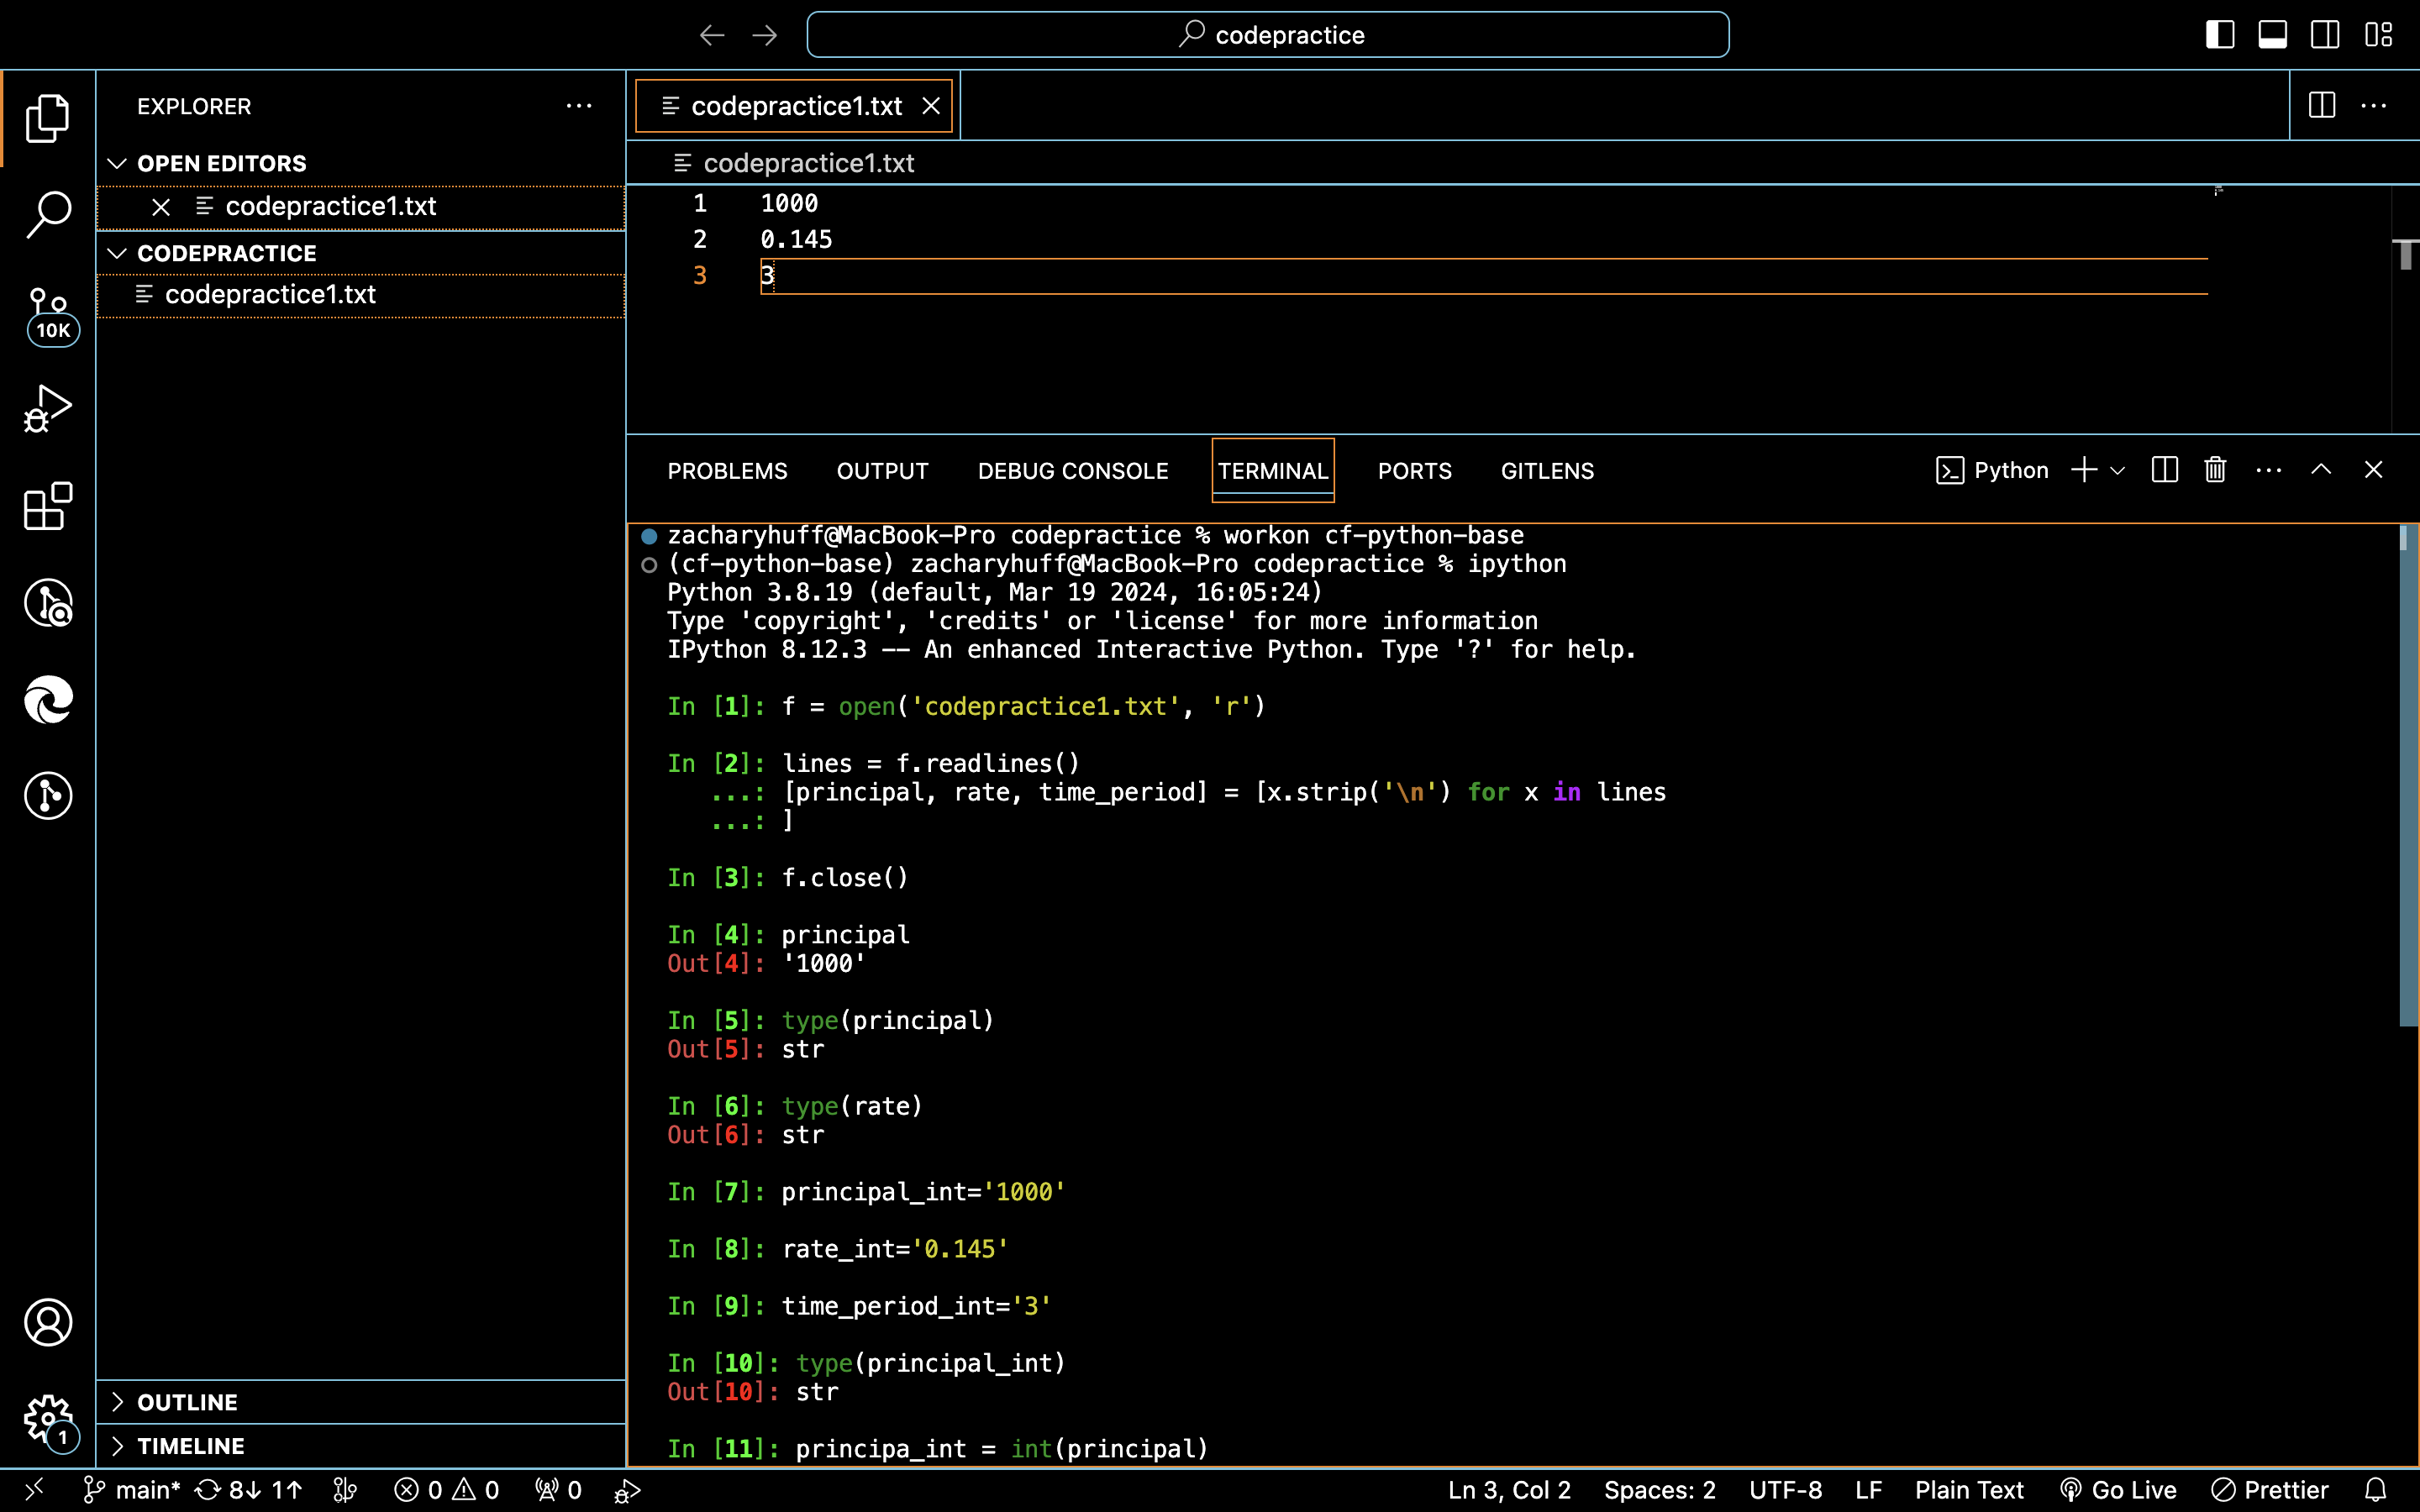 codepractice
EXPLORER
OPEN EDITORS
codepractice1.txt
CODEPRACTICE
codepractice1.txt
10K
OUTLINE
TIMELINE
1
codepractice1.txt
codepractice1.txt
1 1000
2 0.145
3 3
PROBLEMS OUTPUT DEBUG CONSOLE TERMINAL PORTS GITLENS Python
zacharyhuff@MacBook-Pro codepractice % workon cf-python-base
(cf-python-base) zacharyhuff@MacBook-Pro codepractice % ipython
Python 3.8.19 (default, Mar 19 2024, 16:05:24)
Type 'copyright', 'credits' or 'license' for more information
IPython 8.12.3 -- An enhanced Interactive Python. Type '?' for help.
In [1]: f = open('codepractice1.txt', 'r')
In [2]: lines = f.readlines()
...: [principal, rate, time_period] = [x.strip('\n') for x in lines
...: ]
In [3]: f.close()
In [4]: principal
Out[4]: '1000'
In [5]: type(principal)
Out[5]: str
In [6]: type(rate)
Out[6]: str
In [7]: principal_int='1000'
In [8]: rate_int='0.145'
In [9]: time_period_int='3'
In [10]: type(principal_int)
Out[10]: str
In [11]: principa_int = int(principal)
main* 8↓ 1↑ 0 0 0 Ln 3, Col 2 Spaces: 2 UTF-8 LF Plain Text Go Live Prettier